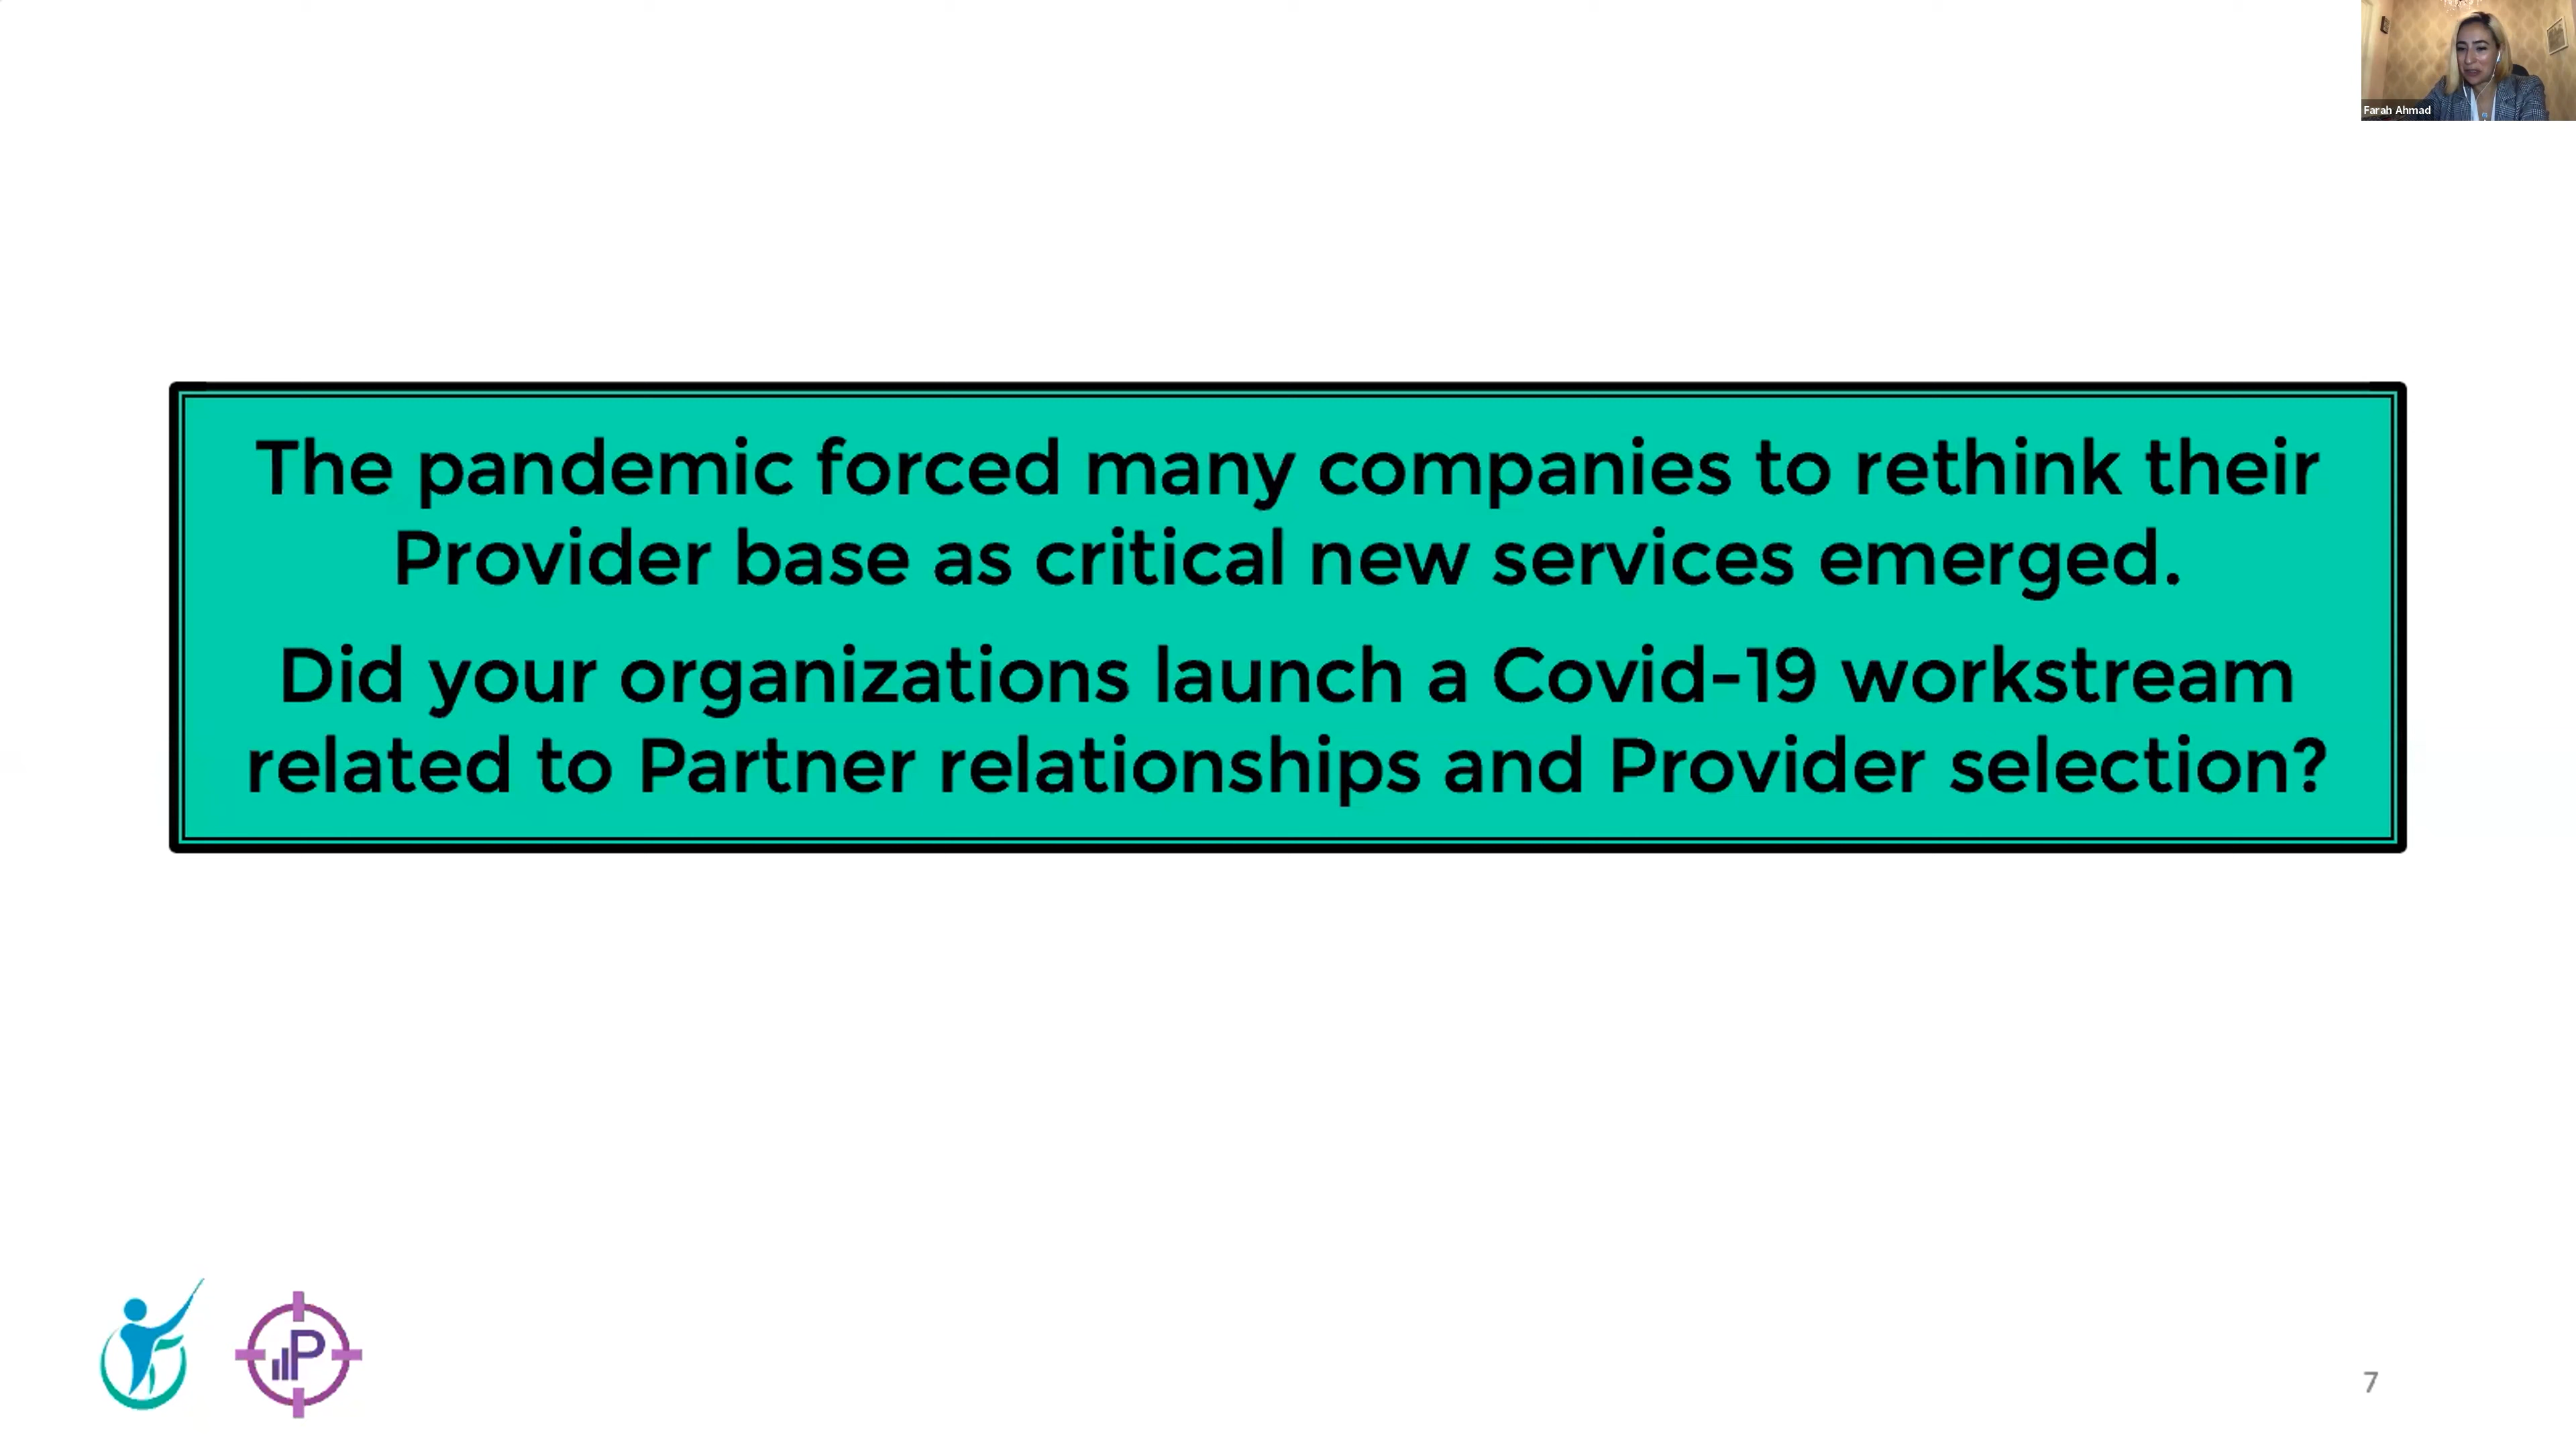 Farah Ahmad
The pandemic forced many companies to rethink their
Provider base as critical new services emerged.
Did your organizations launch a Covid-19 workstream
related to Partner relationships and Provider selection?
P
7